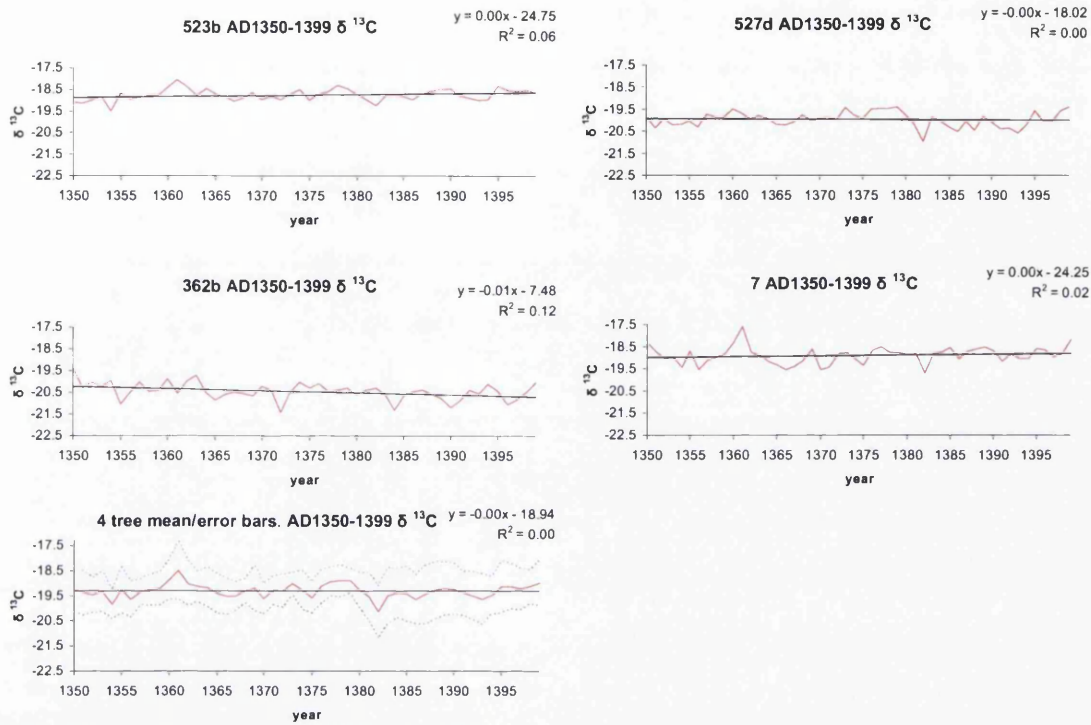 523b AD1350-1399 δ ¹³C
y = 0.00x - 24.75
R² = 0.06
-17.5
-18.5
-19.5
-20.5
-21.5
-22.5
δ ¹³C
1350 1355 1360 1365 1370 1375 1380 1385 1390 1395
year
527d AD1350-1399 δ ¹³C
y = -0.00x - 18.02
R² = 0.00
-17.5
-18.5
-19.5
-20.5
-21.5
-22.5
δ ¹³C
1350 1355 1360 1365 1370 1375 1380 1385 1390 1395
year
362b AD1350-1399 δ ¹³C
y = -0.01x - 7.48
R² = 0.12
-17.5
-18.5
-19.5
-20.5
-21.5
-22.5
δ ¹³C
1350 1355 1360 1365 1370 1375 1380 1385 1390 1395
year
7 AD1350-1399 δ ¹³C
y = 0.00x - 24.25
R² = 0.02
-17.5
-18.5
-19.5
-20.5
-21.5
-22.5
δ ¹³C
1350 1355 1360 1365 1370 1375 1380 1385 1390 1395
year
4 tree mean/error bars. AD1350-1399 δ ¹³C
y = -0.00x - 18.94
R² = 0.00
-17.5
-18.5
-19.5
-20.5
-21.5
-22.5
δ ¹³C
1350 1355 1360 1365 1370 1375 1380 1385 1390 1395
year